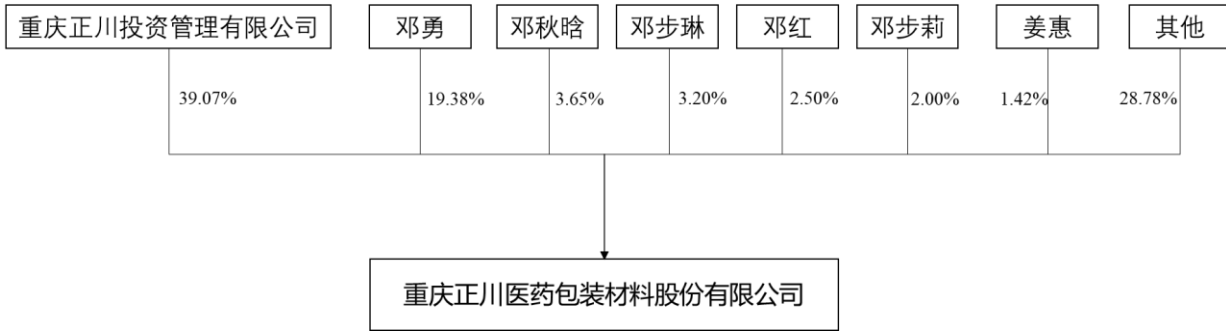 重庆正川投资管理有限公司
邓勇
邓秋晗
邓步琳
邓红
邓步莉
姜惠
其他
39.07%
19.38%
3.65%
3.20%
2.50%
2.00%
1.42%
28.78%
重庆正川医药包装材料股份有限公司